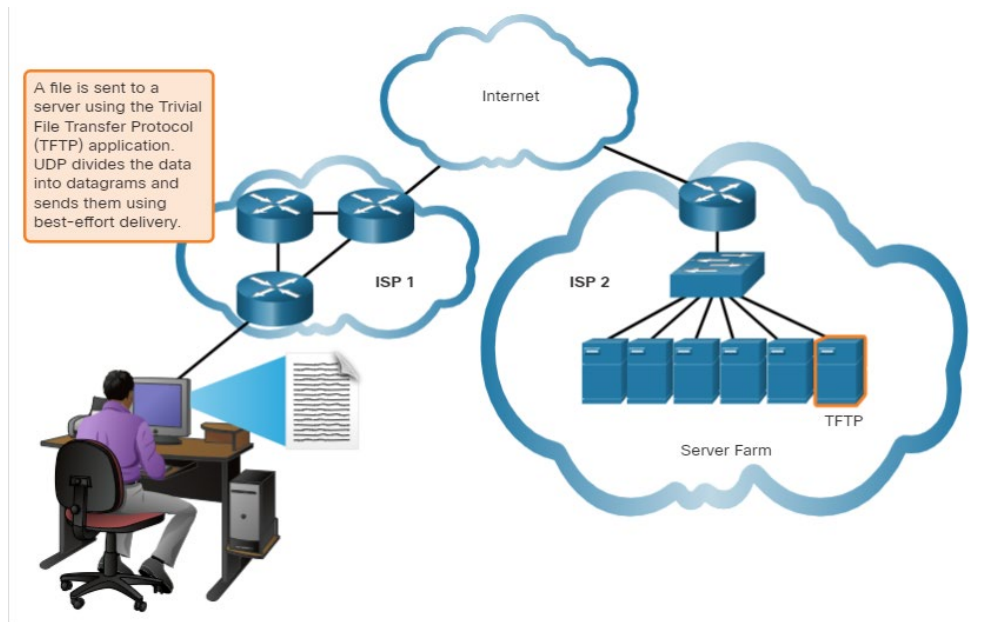 A file is sent to a
server using the Trivial
File Transfer Protocol
(TFTP) application.
UDP divides the data
into datagrams and
sends them using
best-effort delivery.
Internet
ISP 1
ISP 2
TFTP
Server Farm